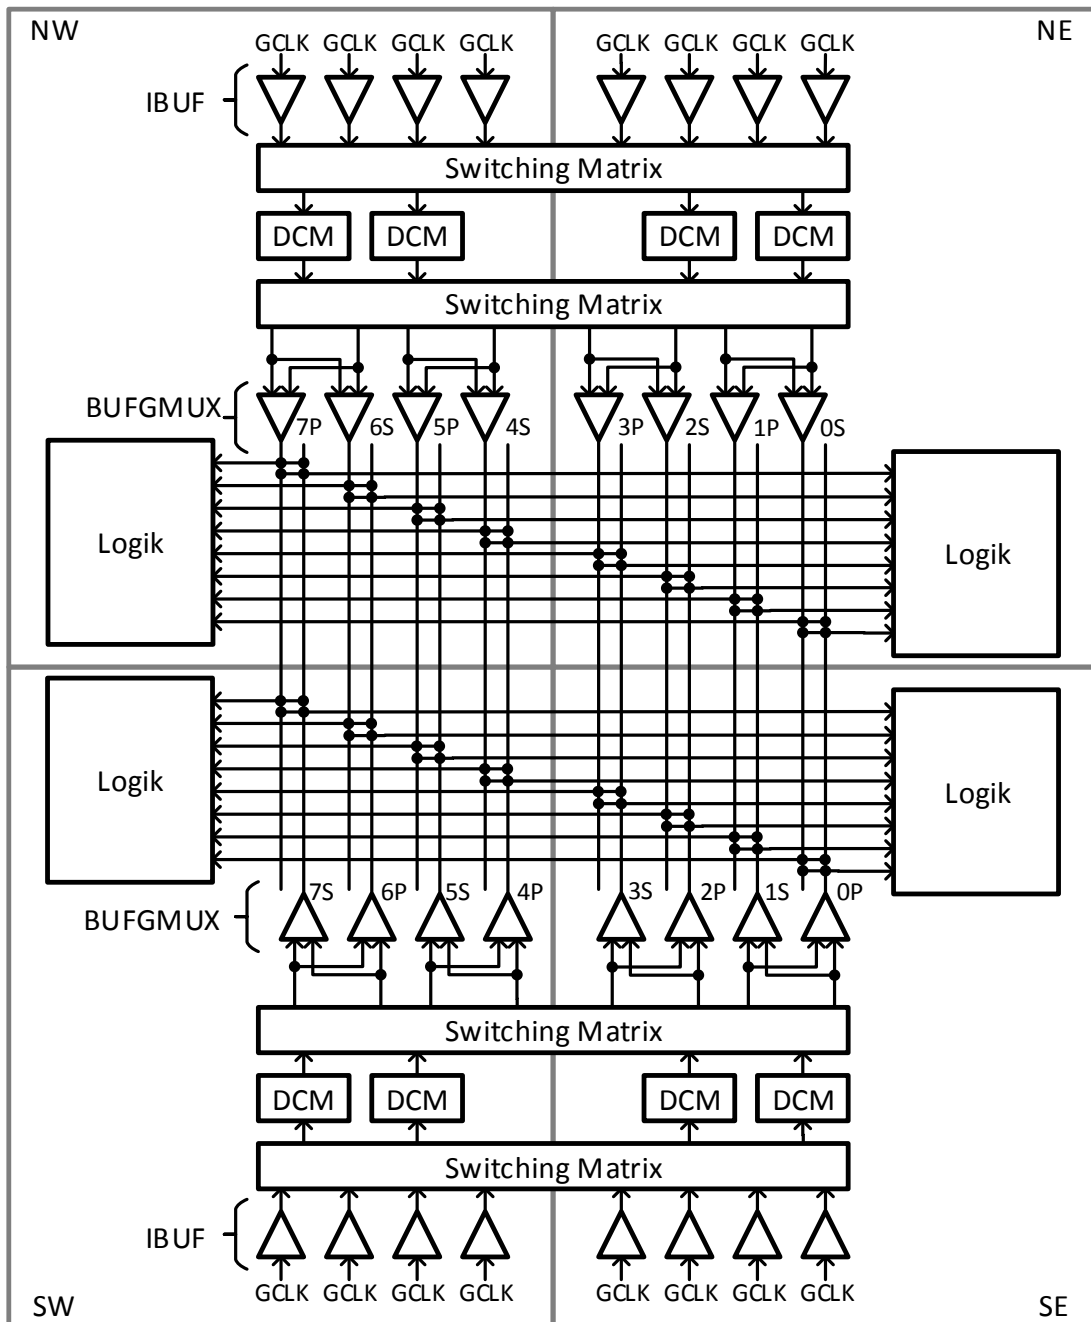 NW NE
GCLK GCLK GCLK GCLK GCLK GCLK GCLK GCLK
IBUF
Switching Matrix
DCM DCM DCM DCM
Switching Matrix
BUFGMUX
7P 6S 5P 4S 3P 2S 1P 0S
Logik Logik
Logik Logik
7S 6P 5S 4P 3S 2P 1S 0P
BUFGMUX
Switching Matrix
DCM DCM DCM DCM
Switching Matrix
IBUF
GCLK GCLK GCLK GCLK GCLK GCLK GCLK GCLK
SW SE